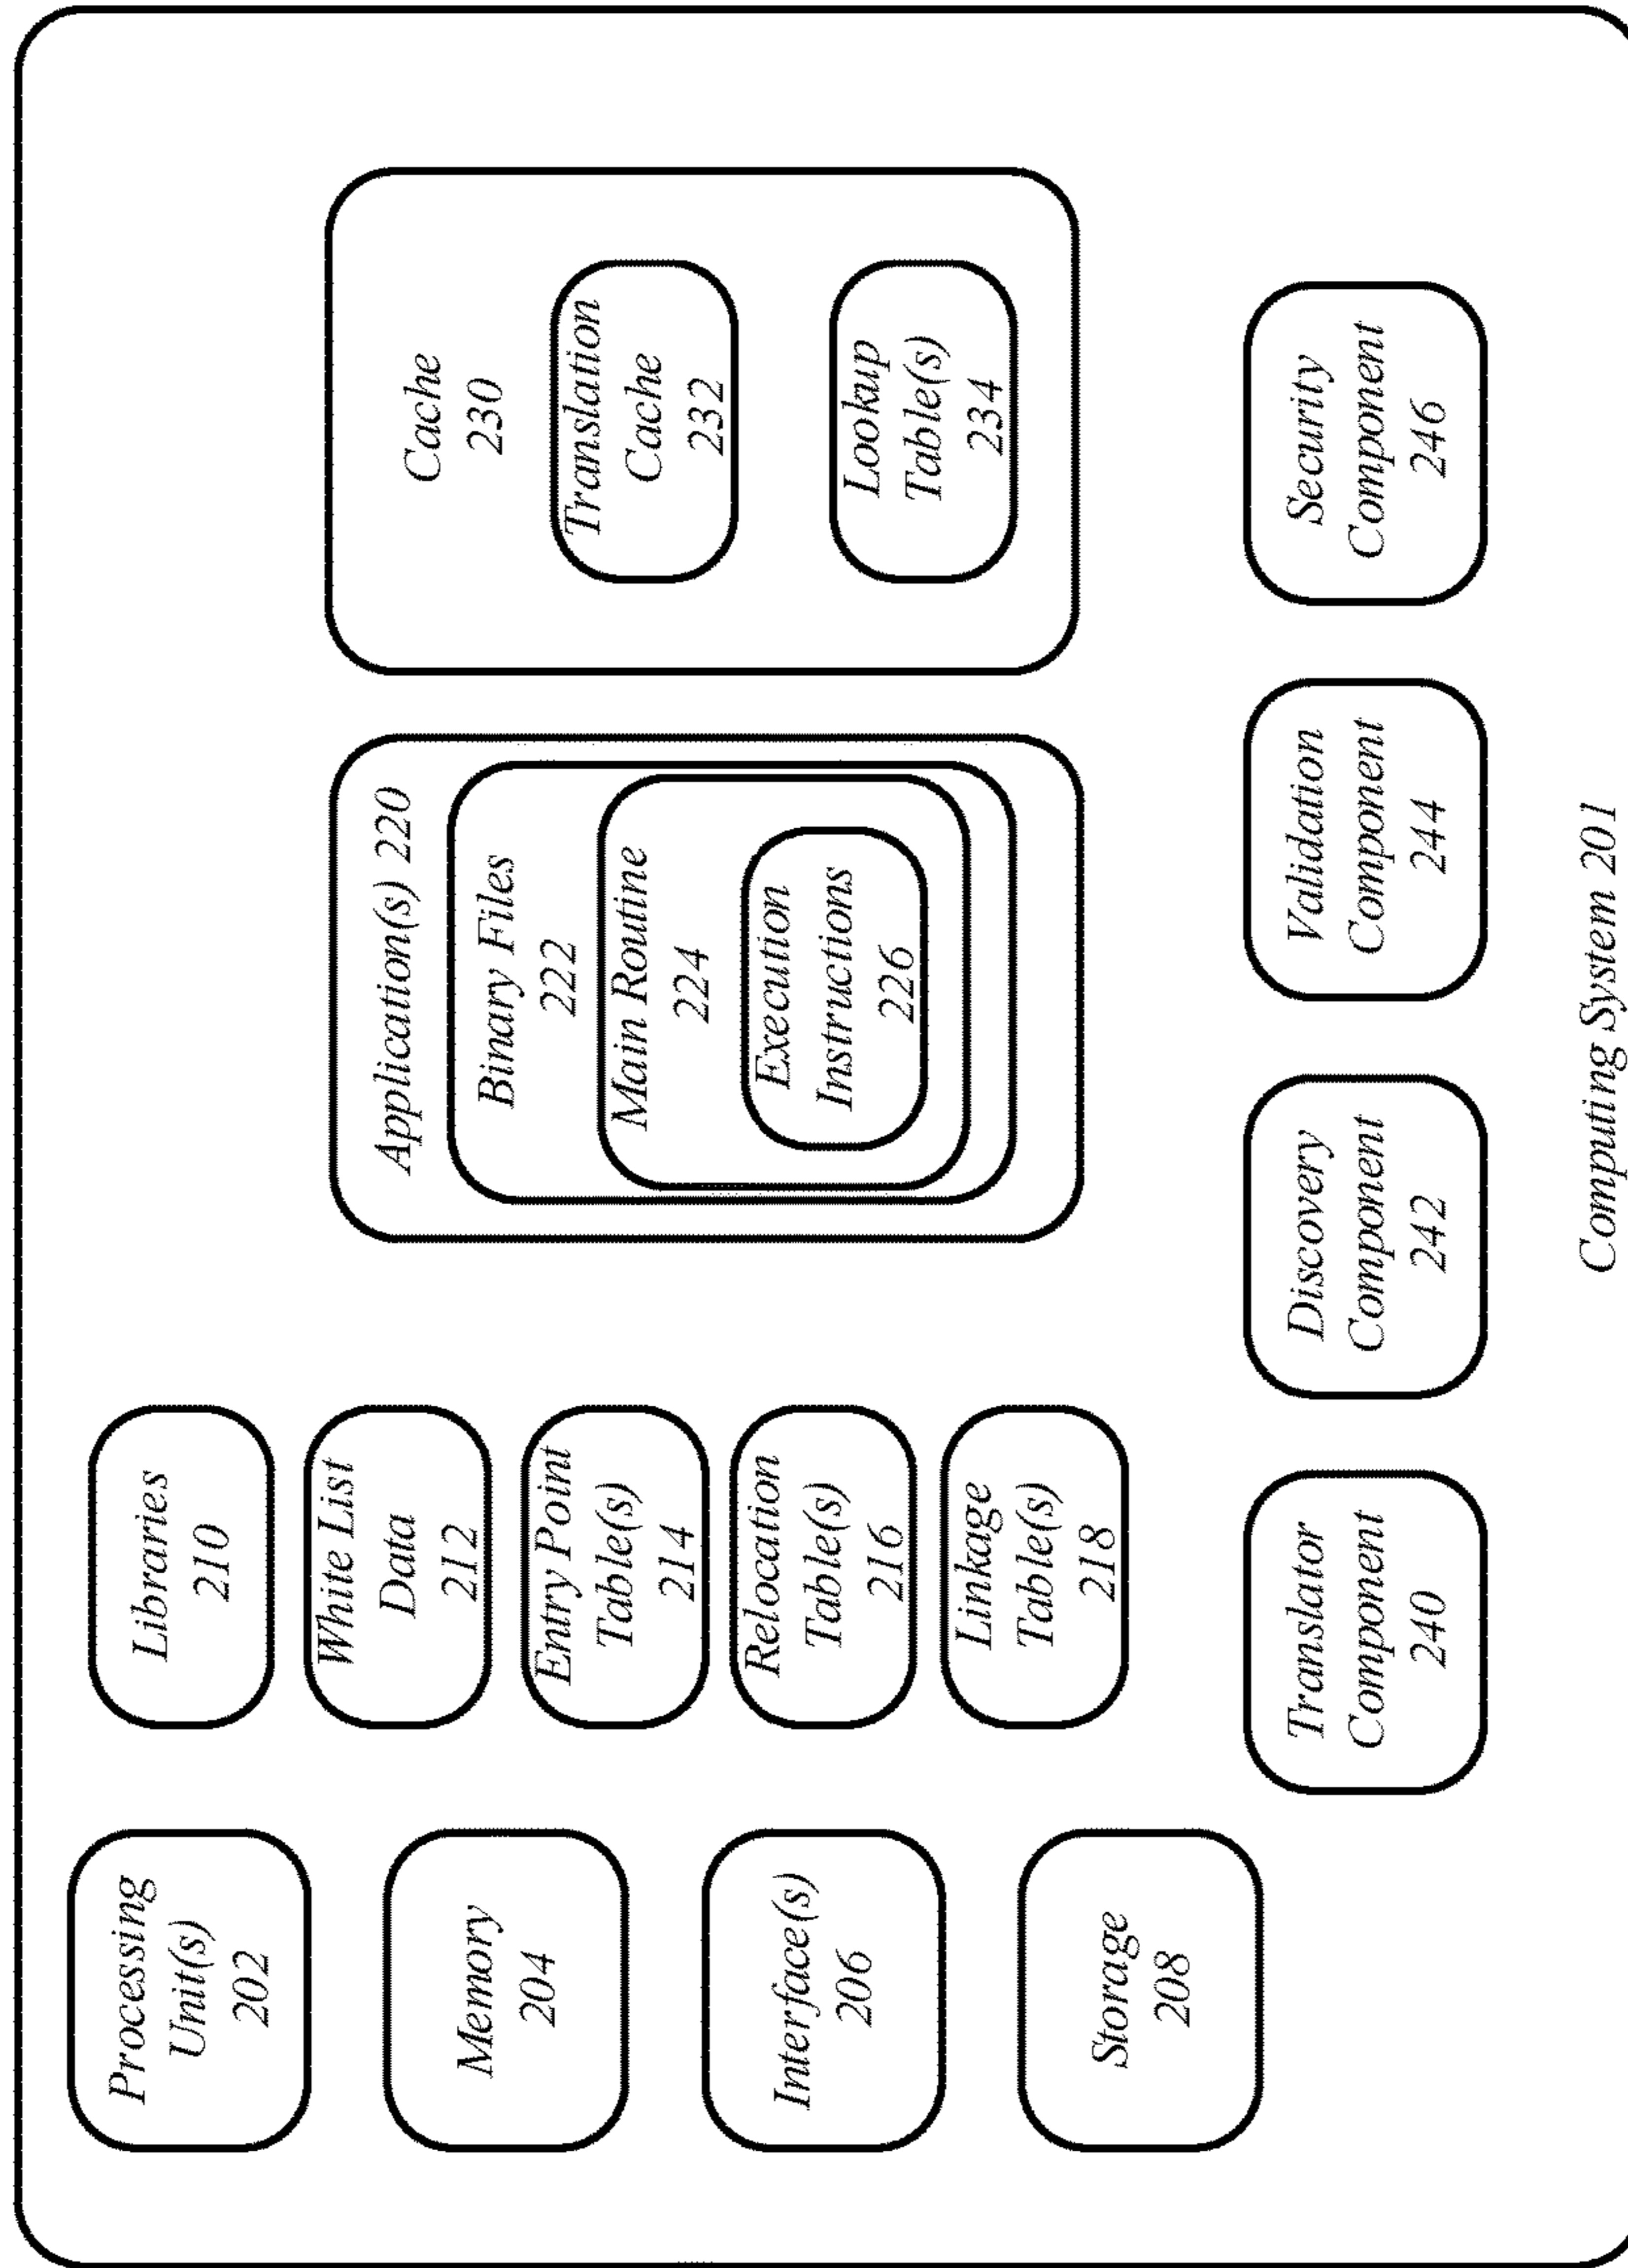 Processing
Unit(s)
202
Memory
204
Interface(s)
206
Storage
208
Libraries
210
White List
Data
212
Entry Point
Table(s)
214
Relocation
Table(s)
216
Linkage
Table(s)
218
Application(s) 220
Binary Files
222
Main Routine
224
Execution
Instructions
226
Cache
230
Translation
Cache
232
Lookup
Table(s)
234
Translator
Component
240
Discovery
Component
242
Validation
Component
244
Security
Component
246
Computing System 201